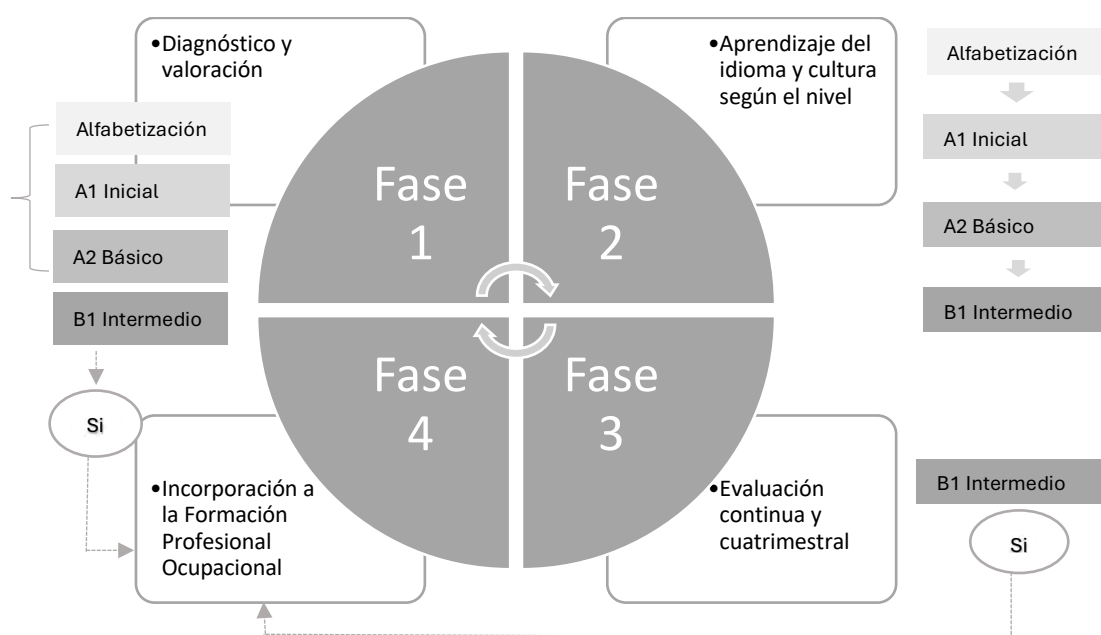 •Diagnóstico y
valoración
Alfabetización
A1 Inicial
A2 Básico
B1 Intermedio
Si
Fase
1
Fase
2
•Aprendizaje del
idioma y cultura
según el nivel
Alfabetización
A1 Inicial
A2 Básico
B1 Intermedio
Fase
4
Fase
3
•Incorporación a
la Formación
Profesional
Ocupacional
•Evaluación
continua y
cuatrimestral
B1 Intermedio
Si